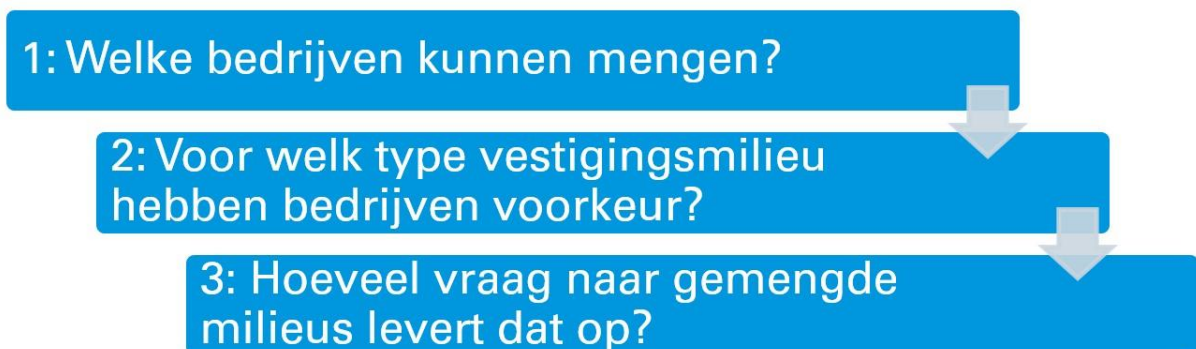 1: Welke bedrijven kunnen mengen?
2: Voor welk type vestigingsmilieu
hebben bedrijven voorkeur?
3: Hoeveel vraag naar gemengde
milieus levert dat op?